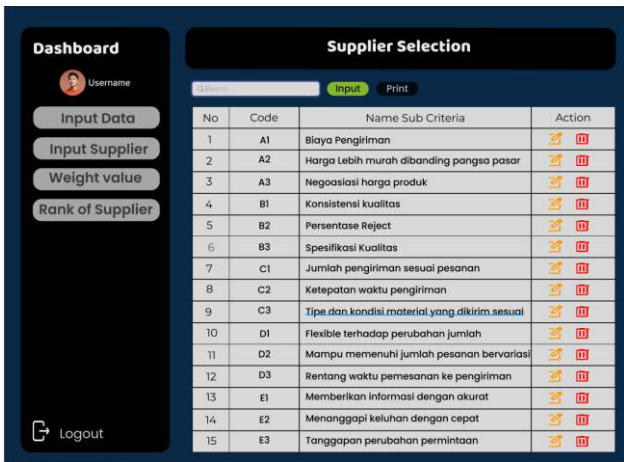 Dashboard
Username
Input Data
Input Supplier
Weight value
Rank of Supplier
Logout
Supplier Selection
Search
Input Print
No Code Name Sub Criteria Action
1 A1 Biaya Pengiriman
2 A2 Harga Lebih murah dibanding pangsa pasar
3 A3 Negoasiasi harga produk
4 B1 Konsistensi kualitas
5 B2 Persentase Reject
6 B3 Spesifikasi Kualitas
7 C1 Jumlah pengiriman sesuai pesanan
8 C2 Ketepatan waktu pengiriman
9 C3 Tipe dan kondisi material yang dikirim sesuai
10 D1 Flexible terhadap perubahan jumlah
11 D2 Mampu memenuhi jumlah pesanan bervariasi
12 D3 Rentang waktu pemesanan ke pengiriman
13 E1 Memberikan informasi dengan akurat
14 E2 Menanggapi keluhan dengan cepat
15 E3 Tanggapan perubahan permintaan